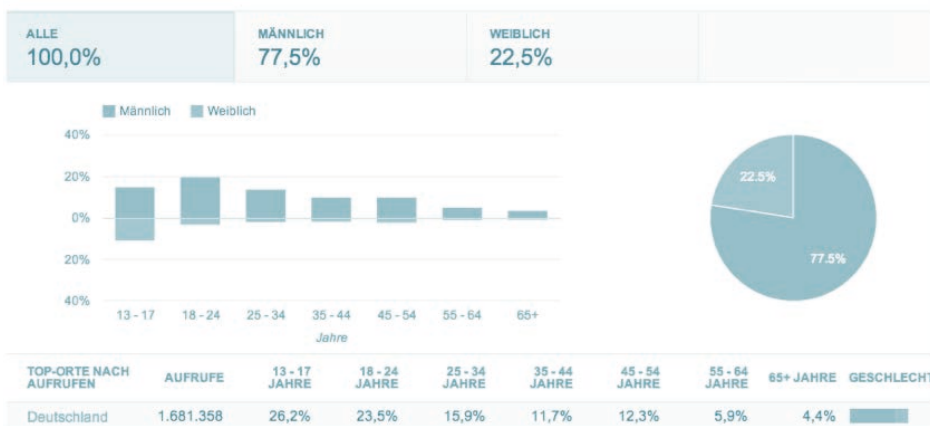 ALLE MÄNNLICH WEIBLICH
100,0% 77,5% 22,5%
Männlich Weiblich
40%
20%
0%
20%
40%
13 - 17 18 - 24 25 - 34 35 - 44 45 - 54 55 - 64 65+
Jahre
22.5%
77.5%
TOP-ORTE NACH AUFRUFEN AUFRUFE 13 - 17 JAHRE 18 - 24 JAHRE 25 - 34 JAHRE 35 - 44 JAHRE 45 - 54 JAHRE 55 - 64 JAHRE 65+ JAHRE GESCHLECHT
Deutschland 1.681.358 26,2% 23,5% 15,9% 11,7% 12,3% 5,9% 4,4%